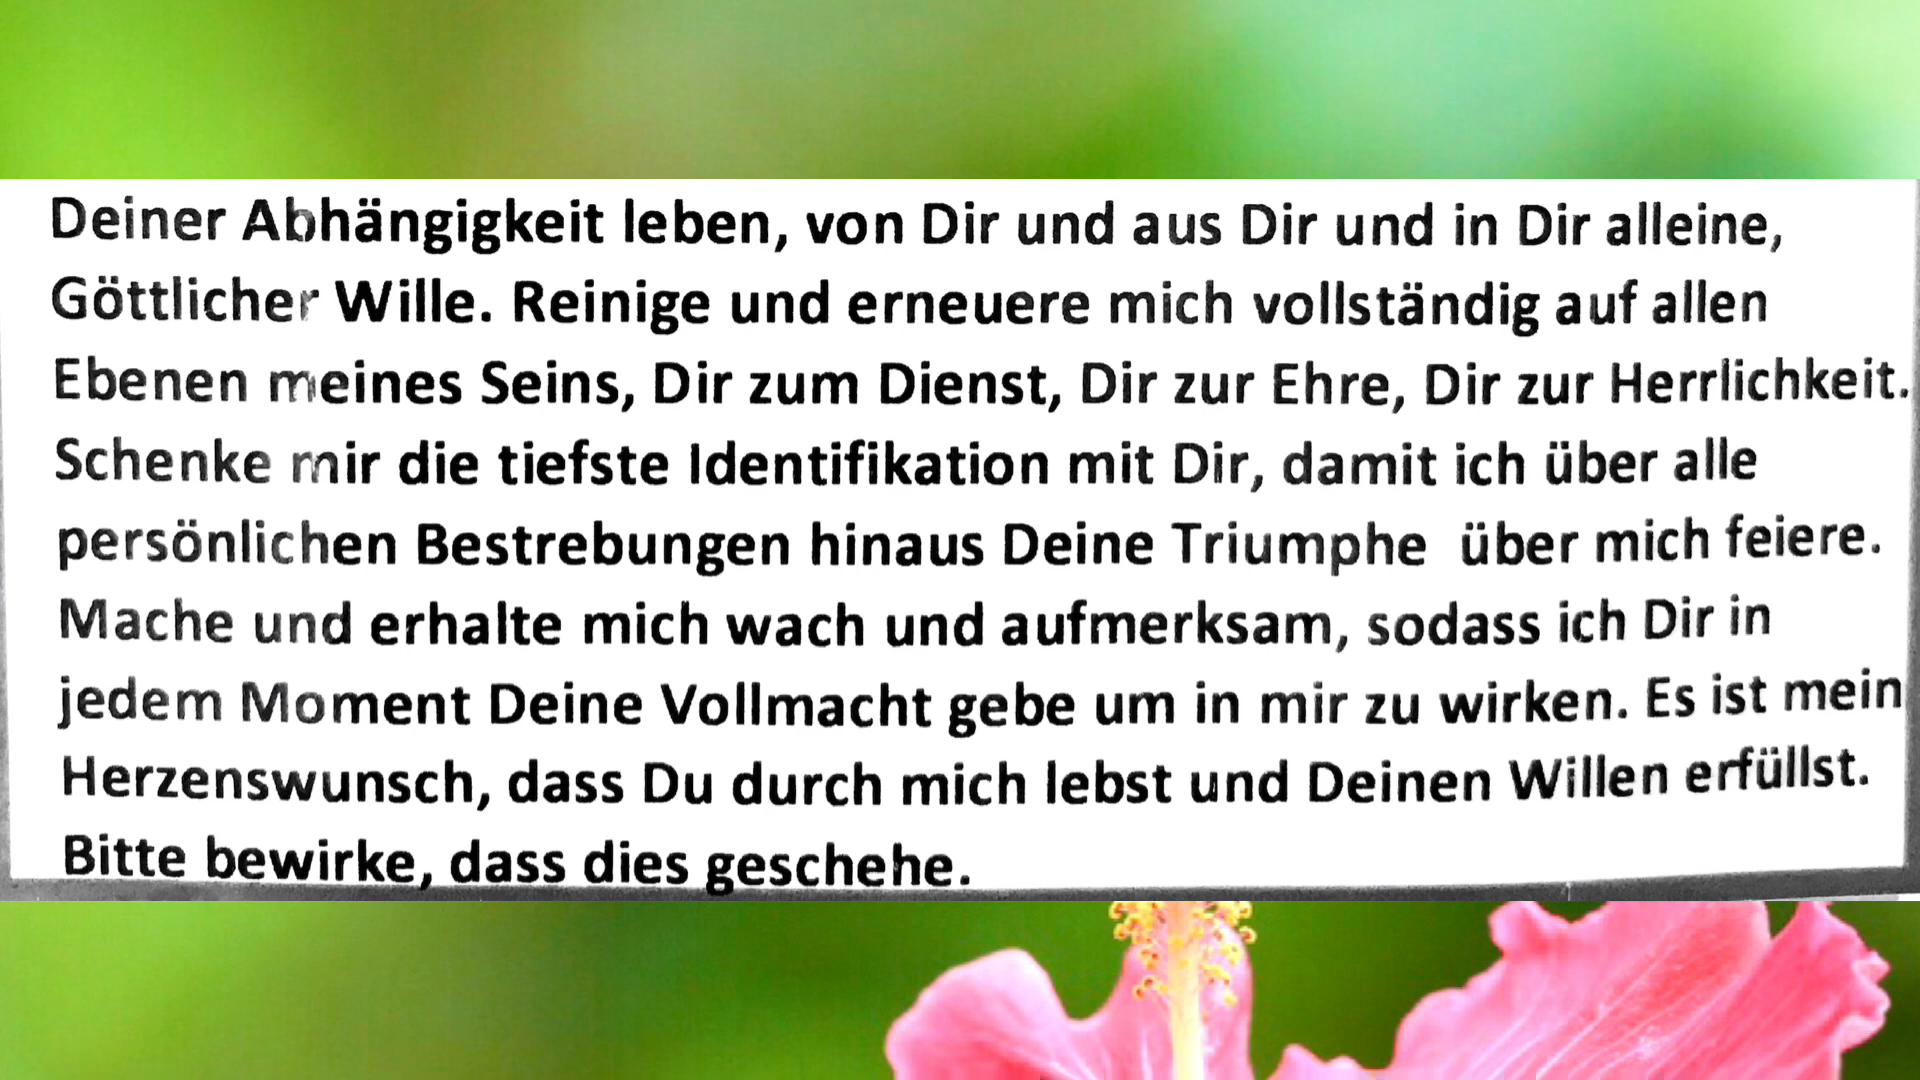 Deiner Abhängigkeit leben, von Dir und aus Dir und in Dir alleine,
Göttlicher Wille. Reinige und erneuere mich vollständig auf allen
Ebenen meines Seins, Dir zum Dienst, Dir zur Ehre, Dir zur Herrlichkeit.
Schenke mir die tiefste Identifikation mit Dir, damit ich über alle
persönlichen Bestrebungen hinaus Deine Triumphe  über mich feiere.
Mache und erhalte mich wach und aufmerksam, sodass ich Dir in
jedem Moment Deine Vollmacht gebe um in mir zu wirken. Es ist mein
Herzenswunsch, dass Du durch mich lebst und Deinen Willen erfüllst.
Bitte bewirke, dass dies geschehe.